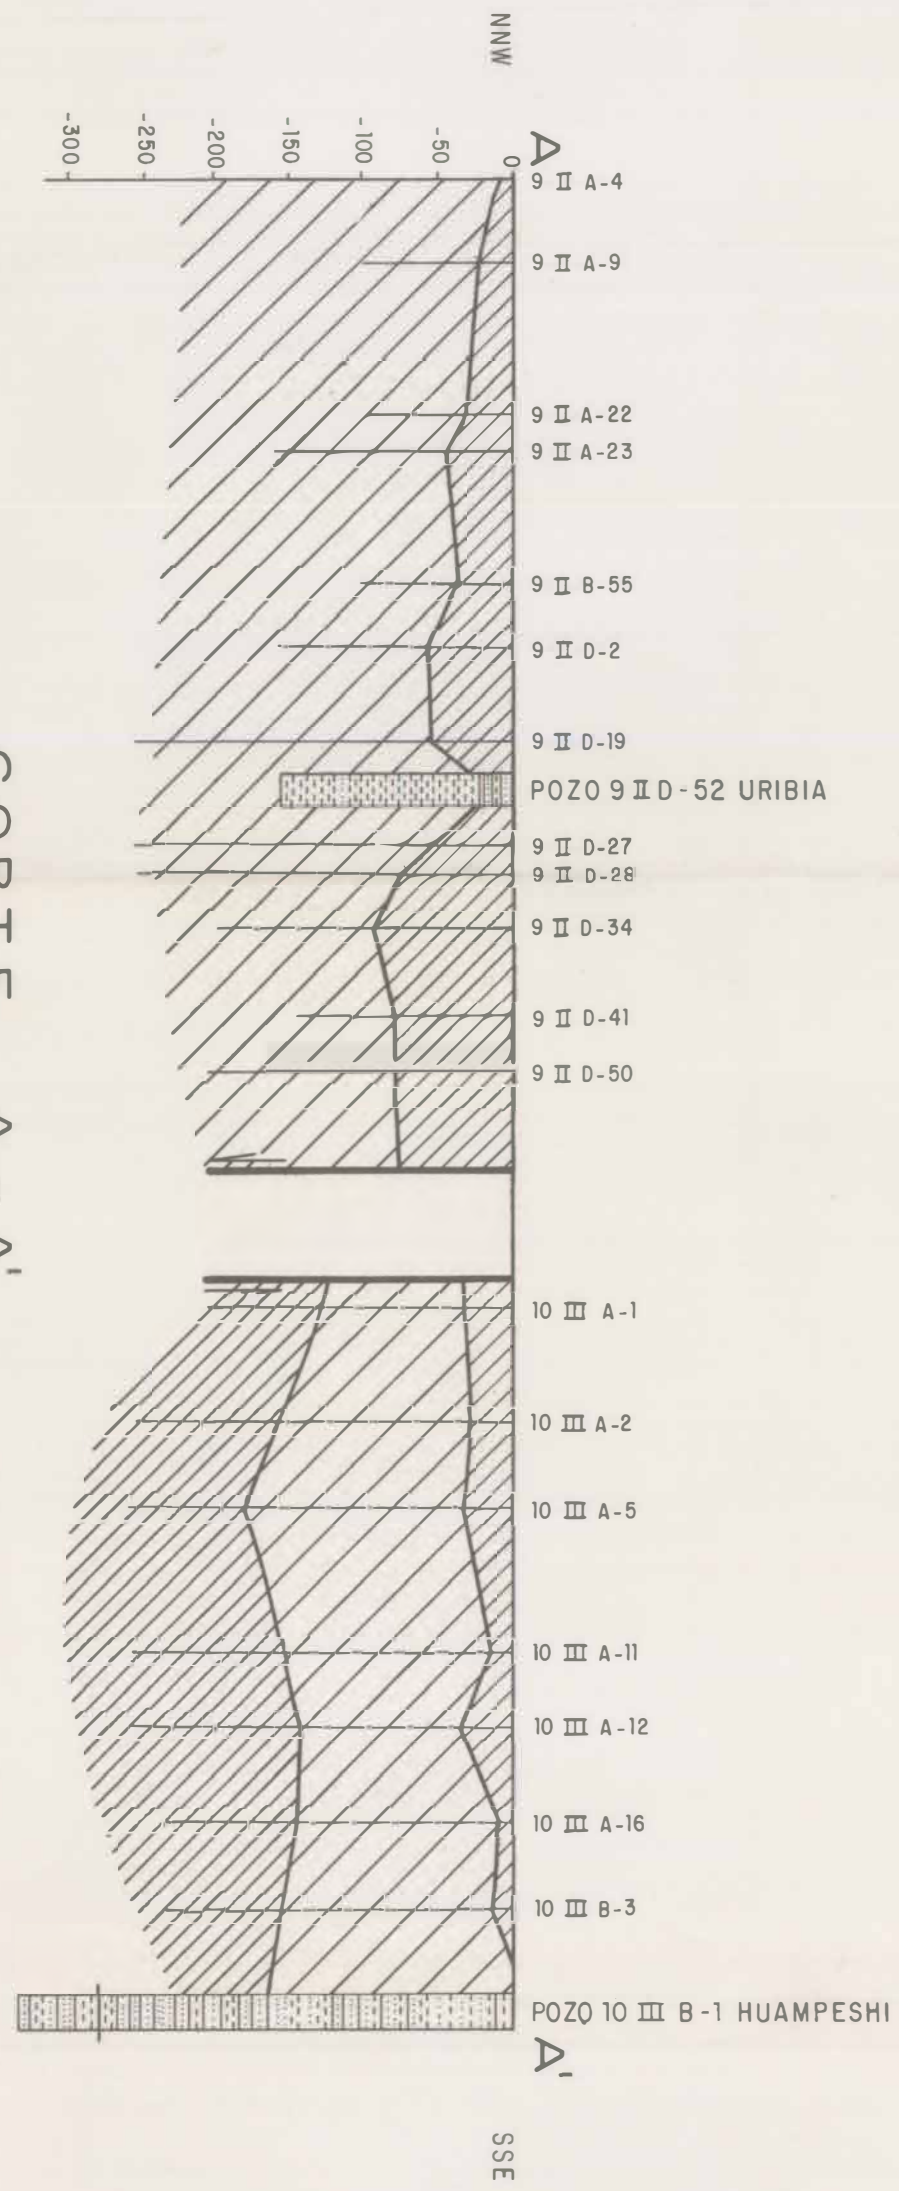 NNW
A
0
-50
-100
-150
-200
-250
-300
9 II A-4
9 II A-9
9 II A-22
9 II A-23
9 II B-55
9 II D-2
9 II D-19
POZO 9 II D-52 URIBIA
9 II D-27
9 II D-28
9 II D-34
9 II D-41
9 II D-50
10 III A-1
10 III A-2
10 III A-5
10 III A-11
10 III A-12
10 III A-16
10 III B-3
POZO 10 III B-1 HUAMPESHI
A'
SSE
CORTE A-A'